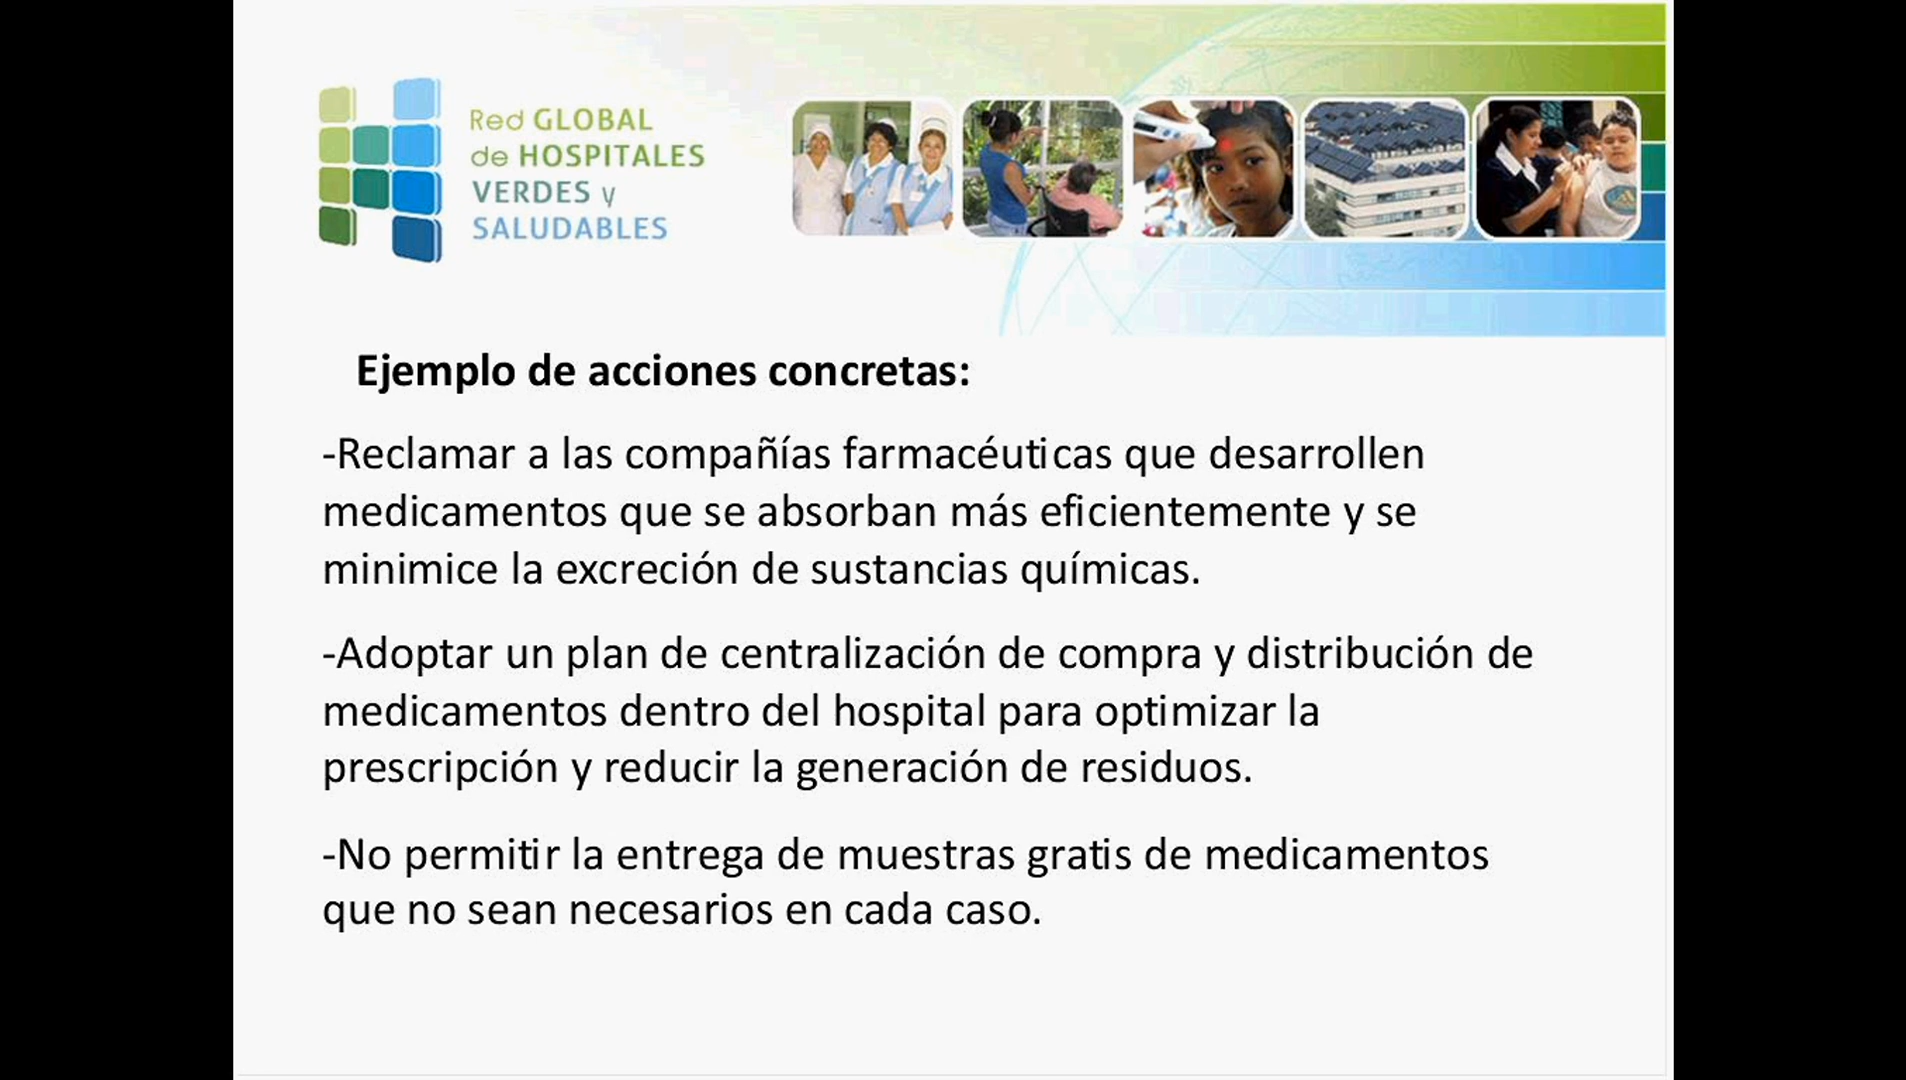 Red GLOBAL
de HOSPITALES
VERDES y
SALUDABLES
Ejemplo de acciones concretas:
-Reclamar a las compañías farmacéuticas que desarrollen
medicamentos que se absorban más eficientemente y se
minimice la excreción de sustancias químicas.
-Adoptar un plan de centralización de compra y distribución de
medicamentos dentro del hospital para optimizar la
prescripción y reducir la generación de residuos.
-No permitir la entrega de muestras gratis de medicamentos
que no sean necesarios en cada caso.